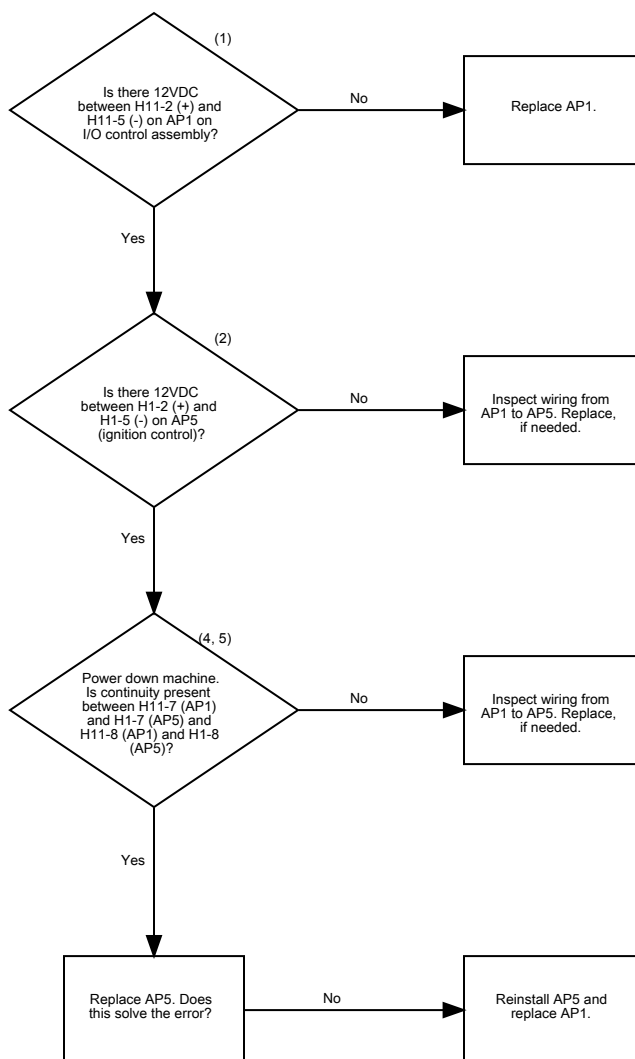 (1)
Is there 12VDC
between H11-2 (+) and
H11-5 (-) on AP1 on
I/O control assembly?
No
Replace AP1.
Yes
(2)
Is there 12VDC
between H1-2 (+) and
H1-5 (-) on AP5
(ignition control)?
No
Inspect wiring from
AP1 to AP5. Replace,
if needed.
Yes
(4, 5)
Power down machine.
Is continuity present
between H11-7 (AP1)
and H1-7 (AP5) and
H11-8 (AP1) and H1-8
(AP5)?
No
Inspect wiring from
AP1 to AP5. Replace,
if needed.
Yes
Replace AP5. Does
this solve the error?
No
Reinstall AP5 and
replace AP1.